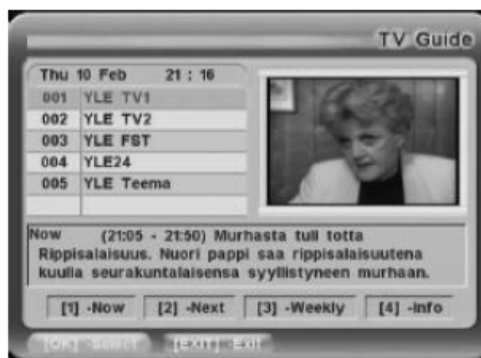 TV Guide
Thu 10 Feb 21 : 16
001 YLE TV1
002 YLE TV2
003 YLE FST
004 YLE24
005 YLE Teema
Now (21:05 - 21:50) Murhasta tuli totta
Rippisalaisuus. Nuori pappi saa rippisalaisuutena
kuulla seurakuntalaisensa syyllistyneen murhaan.
[1] -Now [2] -Next [3] -Weekly [4] -Info
[OK] -Select [EXIT] -Exit